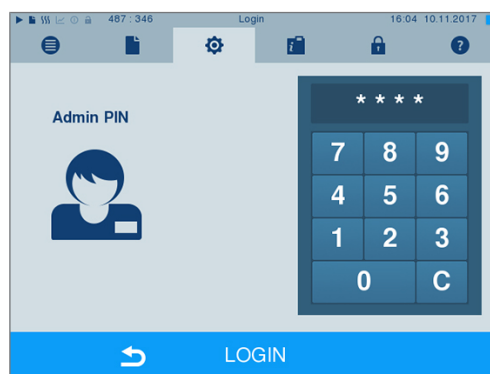 487 : 346 Login 16:04 10.11.2017
i ?
Admin PIN
* * * *
7 8 9
4 5 6
1 2 3
0 C
LOGIN